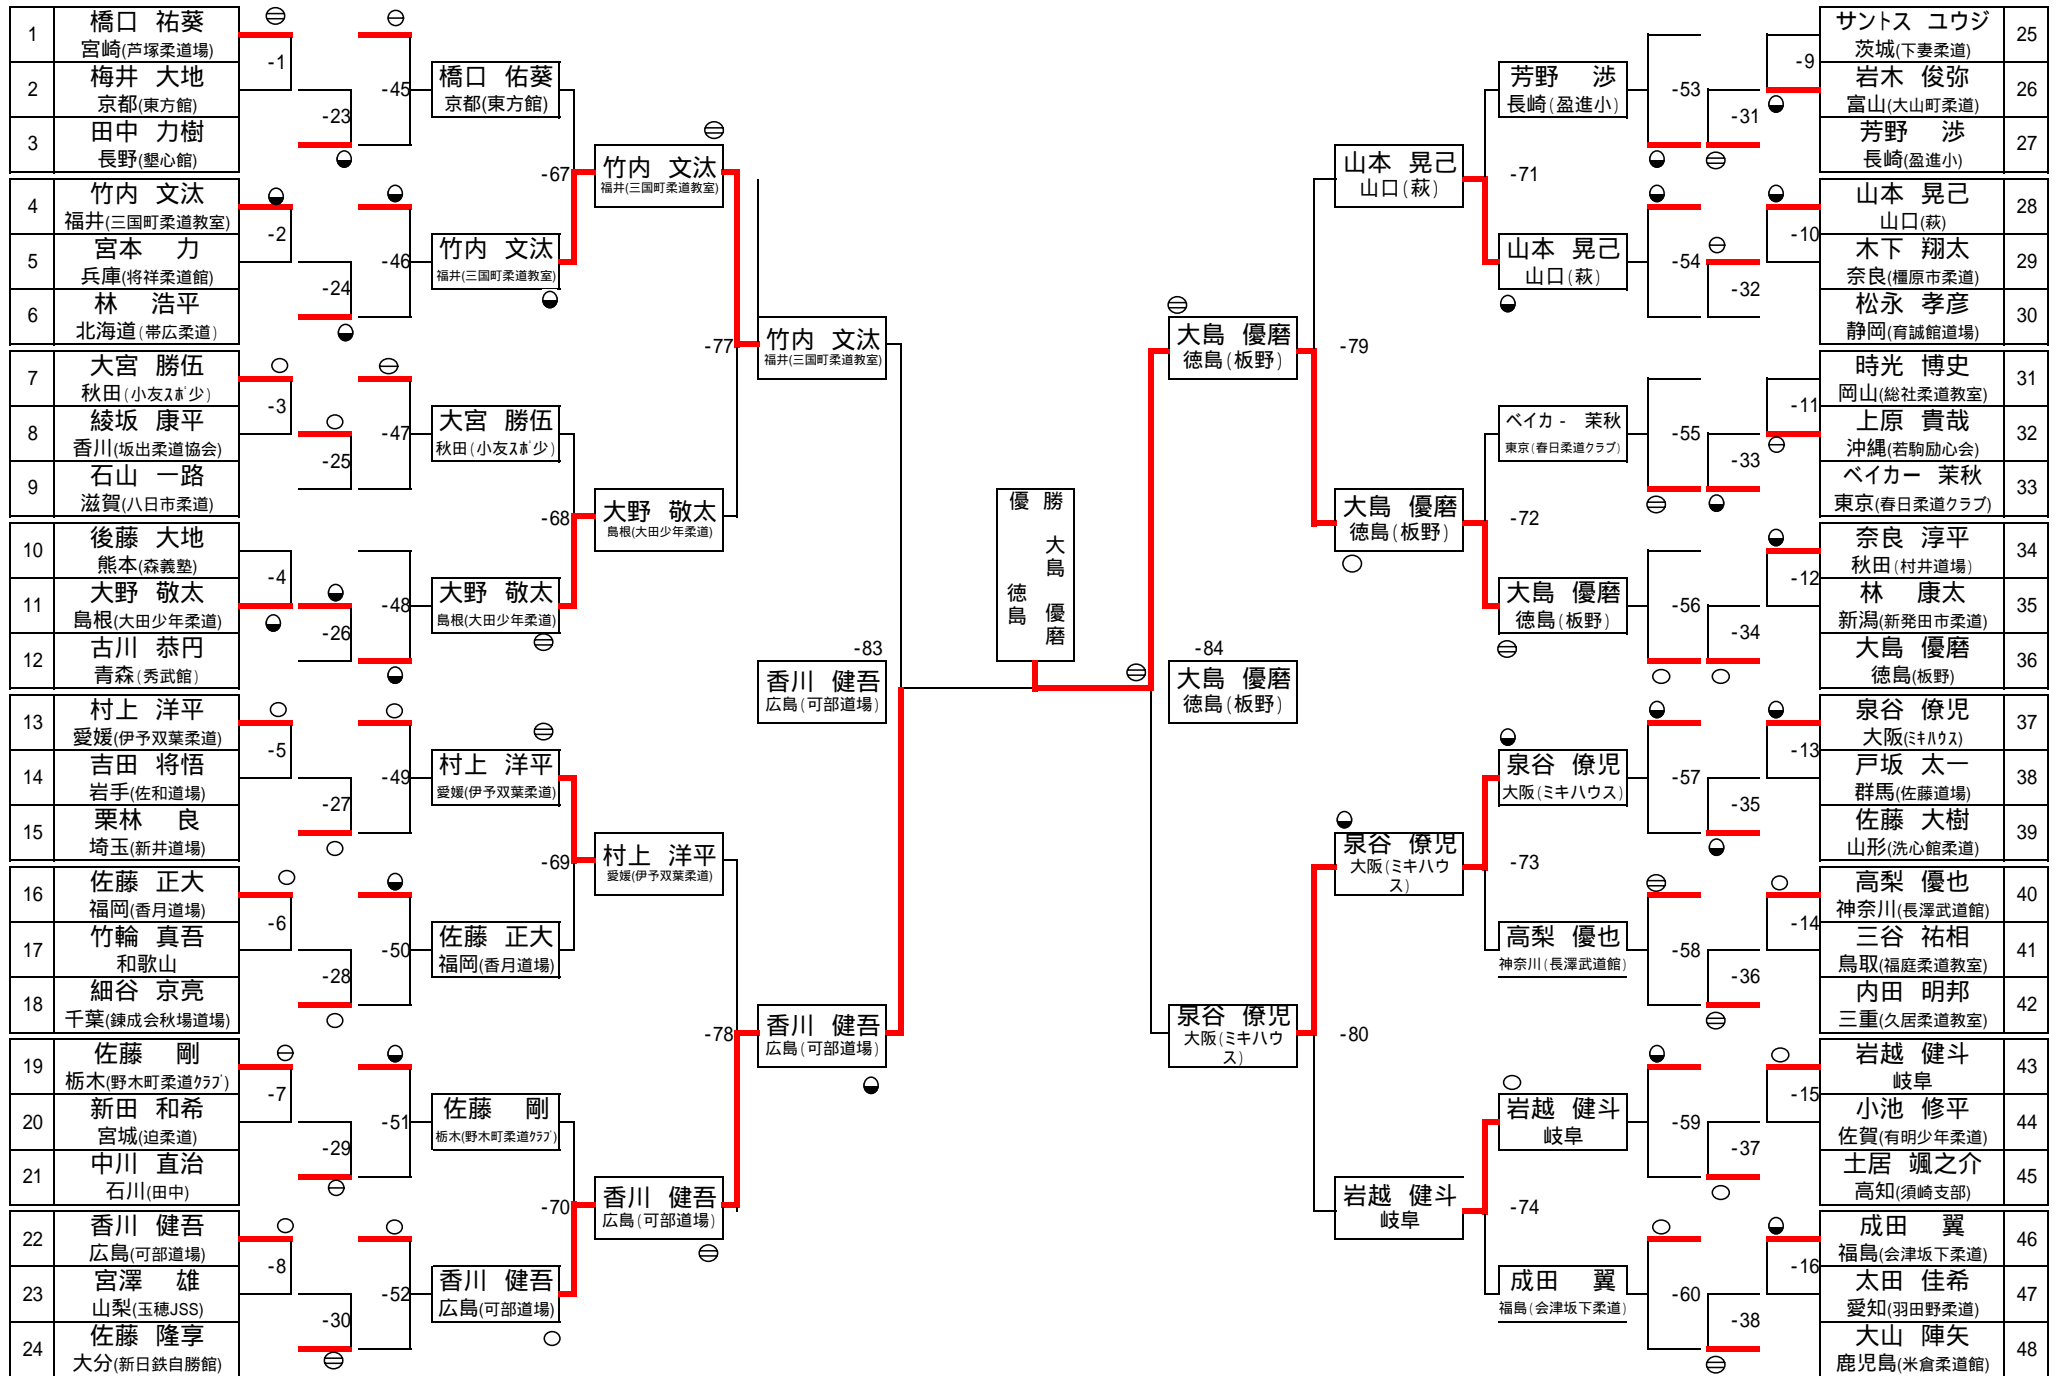 1
橋口 祐葵
宮崎(芦塚柔道場)
2
梅井 大地
京都(東方館)
3
田中 力樹
長野(墾心館)
4
竹内 文汰
福井(三国町柔道教室)
5
宮本 力
兵庫(将祥柔道館)
6
林 浩平
北海道(帯広柔道)
7
大宮 勝伍
秋田(小友スポ少)
8
綾坂 康平
香川(坂出柔道協会)
9
石山 一路
滋賀(八日市柔道)
10
後藤 大地
熊本(森義塾)
11
大野 敬太
島根(大田少年柔道)
12
古川 恭円
青森(秀武館)
13
村上 洋平
愛媛(伊予双葉柔道)
14
吉田 将悟
岩手(佐和道場)
15
栗林 良
埼玉(新井道場)
16
佐藤 正大
福岡(香月道場)
17
竹輪 真吾
和歌山
18
細谷 京亮
千葉(錬成会秋場道場)
19
佐藤 剛
栃木(野木町柔道クラブ)
20
新田 和希
宮城(迫柔道)
21
中川 直治
石川(田中)
22
香川 健吾
広島(可部道場)
23
宮澤 雄
山梨(玉穂JSS)
24
佐藤 隆享
大分(新日鉄自勝館)
-1
-2
-3
-4
-5
-6
-7
-8
-23
-24
-25
-26
-27
-28
-29
-30
-45
-46
-47
-48
-49
-50
-51
-52
橋口 佑葵
京都(東方館)
竹内 文汰
福井(三国町柔道教室)
大宮 勝伍
秋田(小友スポ少)
大野 敬太
島根(大田少年柔道)
村上 洋平
愛媛(伊予双葉柔道)
佐藤 正大
福岡(香月道場)
佐藤 剛
栃木(野木町柔道クラブ)
香川 健吾
広島(可部道場)
-67
-68
-69
-70
竹内 文汰
福井(三国町柔道教室)
大野 敬太
島根(大田少年柔道)
村上 洋平
愛媛(伊予双葉柔道)
香川 健吾
広島(可部道場)
-77
-78
竹内 文汰
福井(三国町柔道教室)
香川 健吾
広島(可部道場)
-83
香川 健吾
広島(可部道場)
優 勝
大島 優磨
徳島
-84
大島 優磨
徳島(板野)
大島 優磨
徳島(板野)
泉谷 僚児
大阪(ミキハウ
ス)
-79
-80
山本 晃己
山口(萩)
大島 優磨
徳島(板野)
泉谷 僚児
大阪(ミキハウ
ス)
岩越 健斗
岐阜
-71
-72
-73
-74
芳野 渉
長崎(盈進小)
山本 晃己
山口(萩)
ベイカ- 茉秋
東京(春日柔道クラブ)
大島 優磨
徳島(板野)
泉谷 僚児
大阪(ミキハウス)
高梨 優也
神奈川(長澤武道館)
岩越 健斗
岐阜
成田 翼
福島(会津坂下柔道)
-53
-54
-55
-56
-57
-58
-59
-60
-31
-32
-33
-34
-35
-36
-37
-38
-9
-10
-11
-12
-13
-14
-15
-16
サントス ユウジ
茨城(下妻柔道)
25
岩木 俊弥
富山(大山町柔道)
26
芳野 渉
長崎(盈進小)
27
山本 晃己
山口(萩)
28
木下 翔太
奈良(橿原市柔道)
29
松永 孝彦
静岡(育誠館道場)
30
時光 博史
岡山(総社柔道教室)
31
上原 貴哉
沖縄(若駒励心会)
32
ベイカー 茉秋
東京(春日柔道クラブ)
33
奈良 淳平
秋田(村井道場)
34
林 康太
新潟(新発田市柔道)
35
大島 優磨
徳島(板野)
36
泉谷 僚児
大阪(ミキハウス)
37
戸坂 太一
群馬(佐藤道場)
38
佐藤 大樹
山形(洗心館柔道)
39
高梨 優也
神奈川(長澤武道館)
40
三谷 祐相
鳥取(福庭柔道教室)
41
内田 明邦
三重(久居柔道教室)
42
岩越 健斗
岐阜
43
小池 修平
佐賀(有明少年柔道)
44
土居 颯之介
高知(須崎支部)
45
成田 翼
福島(会津坂下柔道)
46
太田 佳希
愛知(羽田野柔道)
47
大山 陣矢
鹿児島(米倉柔道館)
48